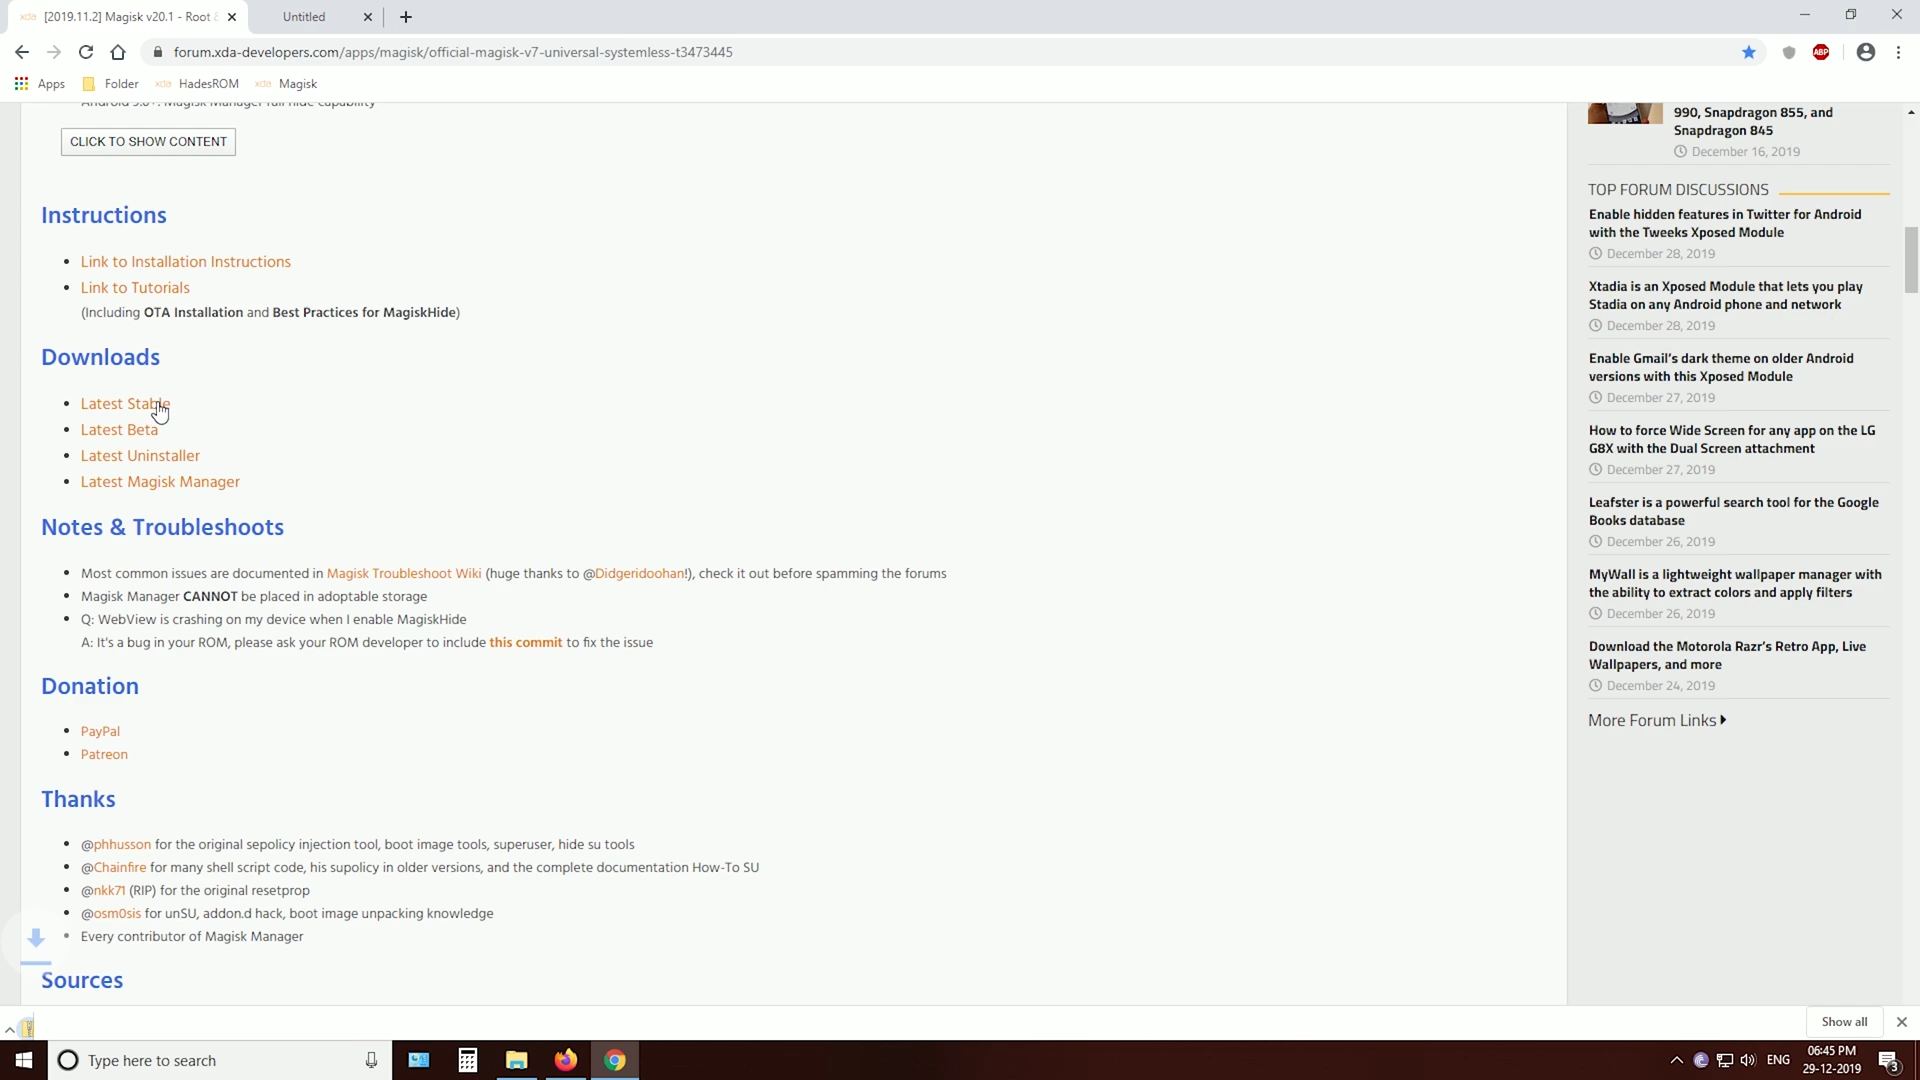 [2019.11.2] Magisk v20.1 - Root
Untitled
forum.xda-developers.com/apps/magisk/official-magisk-v7-universal-systemless-t3473445
ABP
Apps
Folder
xda HadesROM
xda Magisk
CLICK TO SHOW CONTENT
Instructions
Link to Installation Instructions
Link to Tutorials
(Including OTA Installation and Best Practices for MagiskHide)
Downloads
Latest Stable
Latest Beta
Latest Uninstaller
Latest Magisk Manager
Notes & Troubleshoots
Most common issues are documented in Magisk Troubleshoot Wiki (huge thanks to @Didgeridoohan!), check it out before spamming the forums
Magisk Manager CANNOT be placed in adoptable storage
Q: WebView is crashing on my device when I enable MagiskHide
A: It's a bug in your ROM, please ask your ROM developer to include this commit to fix the issue
Donation
PayPal
Patreon
Thanks
@phhusson for the original sepolicy injection tool, boot image tools, superuser, hide su tools
@Chainfire for many shell script code, his supolicy in older versions, and the complete documentation How-To SU
@nkk71 (RIP) for the original resetprop
@osm0sis for unSU, addon.d hack, boot image unpacking knowledge
Every contributor of Magisk Manager
Sources
990, Snapdragon 855, and
Snapdragon 845
December 16, 2019
TOP FORUM DISCUSSIONS
Enable hidden features in Twitter for Android
with the Tweeks Xposed Module
December 28, 2019
Xtadia is an Xposed Module that lets you play
Stadia on any Android phone and network
December 28, 2019
Enable Gmail's dark theme on older Android
versions with this Xposed Module
December 27, 2019
How to force Wide Screen for any app on the LG
G8X with the Dual Screen attachment
December 27, 2019
Leafster is a powerful search tool for the Google
Books database
December 26, 2019
MyWall is a lightweight wallpaper manager with
the ability to extract colors and apply filters
December 26, 2019
Download the Motorola Razr's Retro App, Live
Wallpapers, and more
December 24, 2019
More Forum Links
Show all
Type here to search
ENG
06:45 PM
29-12-2019
3